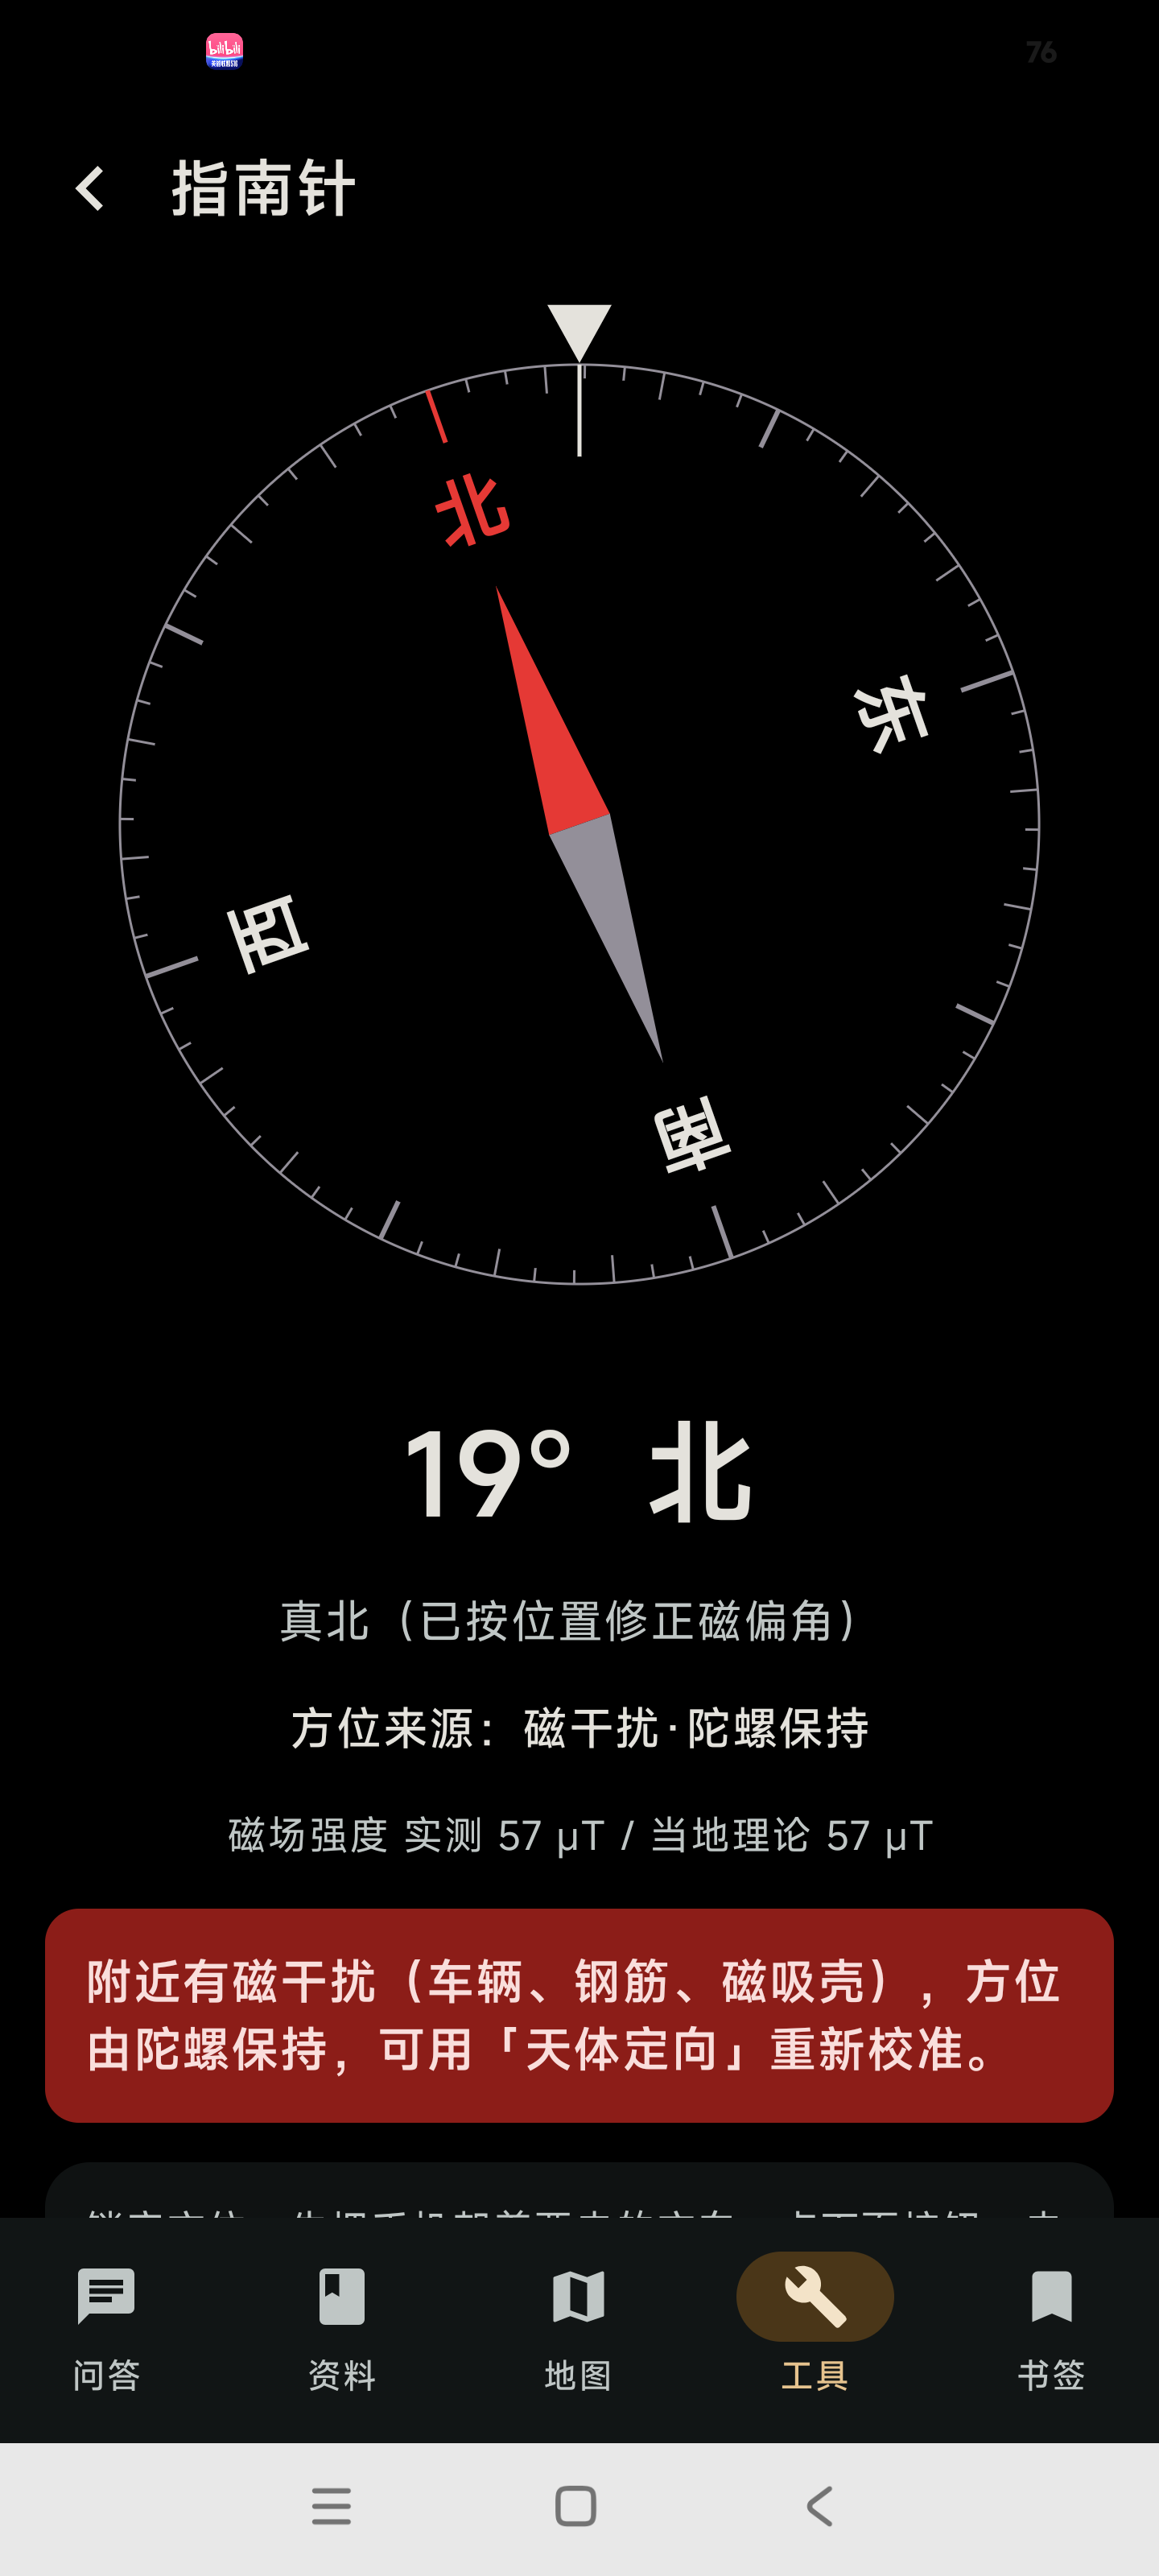 bilibili
76
指南针
北
东
西
南
19° 北
真北（已按位置修正磁偏角）
方位来源：磁干扰·陀螺保持
磁场强度 实测 57 μT / 当地理论 57 μT
附近有磁干扰（车辆、钢筋、磁吸壳），方位
由陀螺保持，可用「天体定向」重新校准。
问答
资料
地图
工具
书签